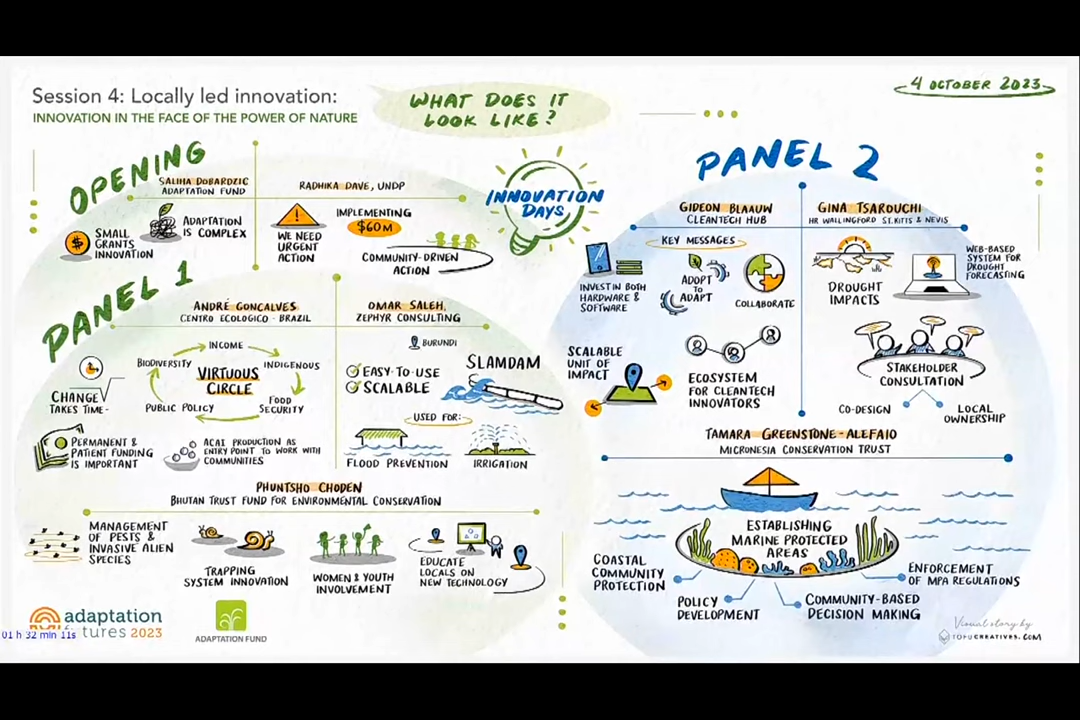 Session 4: Locally led innovation:
INNOVATION IN THE FACE OF THE POWER OF NATURE
WHAT DOES IT
LOOK LIKE?
4 OCTOBER 2023
OPENING
SALIHA DOBARDZIC
ADAPTATION FUND
SMALL
GRANTS
INNOVATION
ADAPTATION
IS COMPLEX
RADHIKA DAVE, UNDP
WE NEED
URGENT
ACTION
IMPLEMENTING
$60M
COMMUNITY-DRIVEN
ACTION
INNOVATION
DAYS
PANEL 1
ANDRÉ GONCALVES
CENTRO ECOLOGICO - BRAZIL
CHANGE
TAKES TIME-
INCOME
BIODIVERSITY
INDIGENOUS
VIRTUOUS
CIRCLE
PUBLIC POLICY
FOOD
SECURITY
PERMANENT &
PATIENT FUNDING
IS IMPORTANT
ACAI PRODUCTION AS
ENTRY POINT TO WORK WITH
COMMUNITIES
OMAR SALEH,
ZEPHYR CONSULTING
BURUNDI
EASY-TO-USE
SCALABLE
SLAMDAM
USED FOR:
FLOOD PREVENTION
IRRIGATION
PHUNTSHO CHODEN
BHUTAN TRUST FUND FOR ENVIRONMENTAL CONSERVATION
MANAGEMENT
OF PESTS &
INVASIVE ALIEN
SPECIES
TRAPPING
SYSTEM INNOVATION
WOMEN & YOUTH
INVOLVEMENT
EDUCATE
LOCALS ON
NEW TECHNOLOGY
PANEL 2
GIDEON BLAAUW
CLEANTECH HUB
KEY MESSAGES
INVEST IN BOTH
HARDWARE &
SOFTWARE
ADOPT
TO
ADAPT
COLLABORATE
SCALABLE
UNIT OF
IMPACT
ECOSYSTEM
FOR CLEANTECH
INNOVATORS
GINA TSAROUCHI
HR WALLINGFORD ST.KITTS & NEVIS
DROUGHT
IMPACTS
WEB-BASED
SYSTEM FOR
DROUGHT
FORECASTING
STAKEHOLDER
CONSULTATION
CO-DESIGN
LOCAL
OWNERSHIP
TAMARA GREENSTONE-ALEFAIO
MICRONESIA CONSERVATION TRUST
ESTABLISHING
MARINE PROTECTED
AREAS
COASTAL
COMMUNITY
PROTECTION
POLICY
DEVELOPMENT
COMMUNITY-BASED
DECISION MAKING
ENFORCEMENT
OF MPA REGULATIONS
adaptation
tures 2023
01 h 32 min 11s
ADAPTATION FUND
Visual story by
TOFUCREATIVES.COM